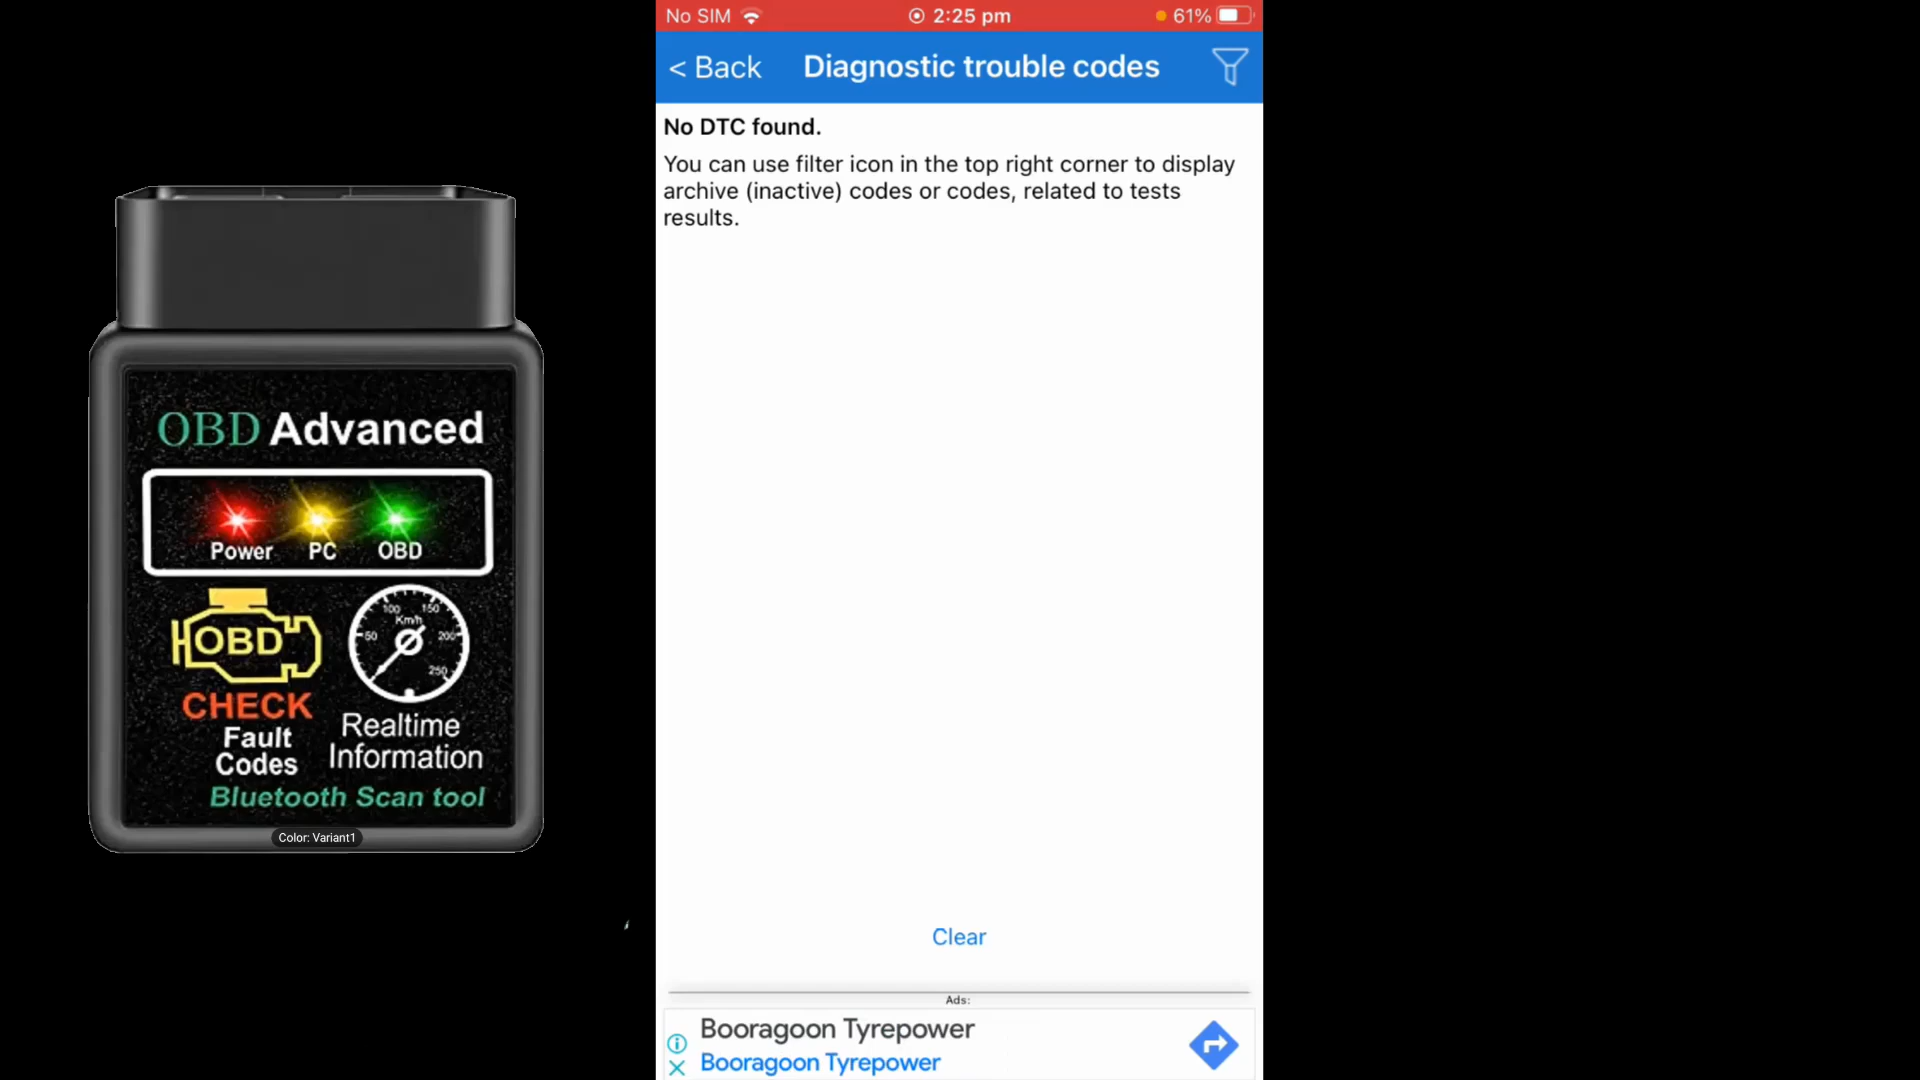 OBD Advanced
Power PC OBD
OBD
CHECK
Fault
Codes
50 100 150 200 250
Km/h
Realtime
Information
Bluetooth Scan tool
Color: Variant1
No SIM 2:25 pm 61%
< Back Diagnostic trouble codes
No DTC found.
You can use filter icon in the top right corner to display
archive (inactive) codes or codes, related to tests
results.
Clear
Ads:
Booragoon Tyrepower
Booragoon Tyrepower